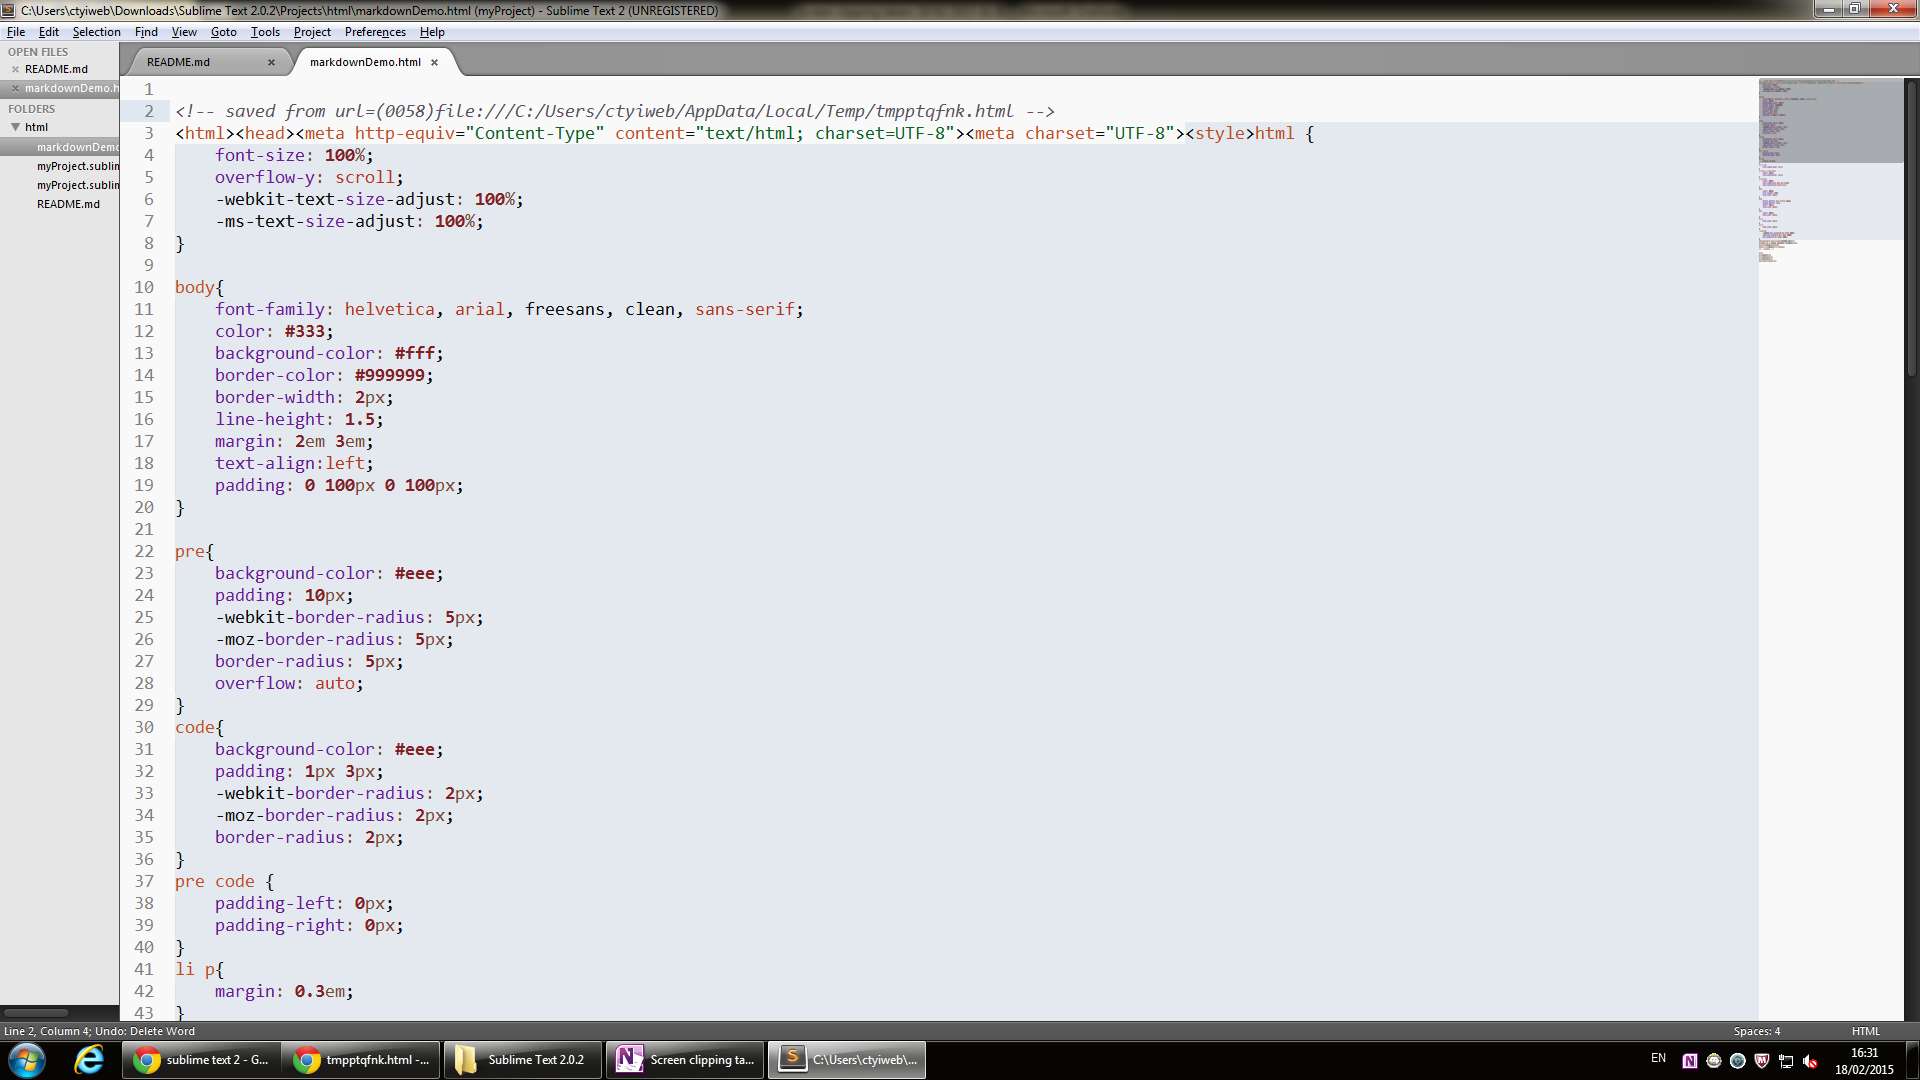 C:\Users\ctyiweb\Downloads\Sublime Text 2.0.2\Projects\html\markdownDemo.html (myProject) - Sublime Text 2 (UNREGISTERED)
File Edit Selection Find View Goto Tools Project Preferences Help
OPEN FILES
README.md
markdownDemo.h
FOLDERS
html
markdownDemo
myProject.sublim
myProject.sublim
README.md
README.md markdownDemo.html
1
2 <!-- saved from url=(0058)file:///C:/Users/ctyiweb/AppData/Local/Temp/tmpptqfnk.html -->
3 <html><head><meta http-equiv="Content-Type" content="text/html; charset=UTF-8"><meta charset="UTF-8"><style>html {
4 font-size: 100%;
5 overflow-y: scroll;
6 -webkit-text-size-adjust: 100%;
7 -ms-text-size-adjust: 100%;
8 }
9
10 body{
11 font-family: helvetica, arial, freesans, clean, sans-serif;
12 color: #333;
13 background-color: #fff;
14 border-color: #999999;
15 border-width: 2px;
16 line-height: 1.5;
17 margin: 2em 3em;
18 text-align:left;
19 padding: 0 100px 0 100px;
20 }
21
22 pre{
23 background-color: #eee;
24 padding: 10px;
25 -webkit-border-radius: 5px;
26 -moz-border-radius: 5px;
27 border-radius: 5px;
28 overflow: auto;
29 }
30 code{
31 background-color: #eee;
32 padding: 1px 3px;
33 -webkit-border-radius: 2px;
34 -moz-border-radius: 2px;
35 border-radius: 2px;
36 }
37 pre code {
38 padding-left: 0px;
39 padding-right: 0px;
40 }
41 li p{
42 margin: 0.3em;
43 }
Line 2, Column 4; Undo: Delete Word Spaces: 4 HTML
sublime text 2 - G... tmpptqfnk.html -... Sublime Text 2.0.2 Screen clipping ta... C:\Users\ctyiweb\... EN 16:31
18/02/2015